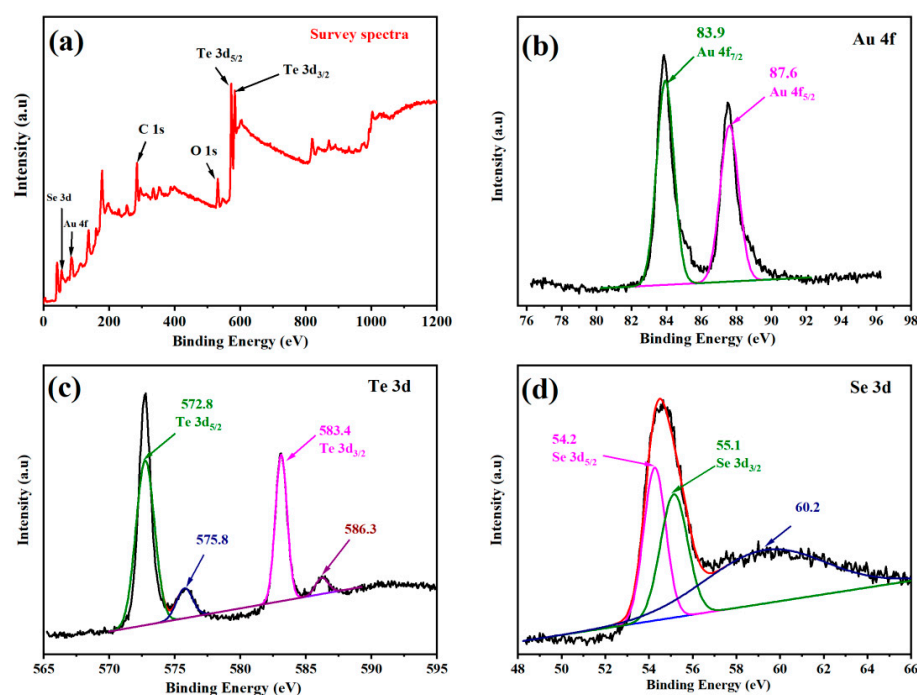 (a)
Survey spectra
Te 3d5/2
Te 3d3/2
C 1s
O 1s
Se 3d
Au 4f
Intensity (a.u)
0 200 400 600 800 1000 1200
Binding Energy (eV)
(b)
Au 4f
83.9
Au 4f7/2
87.6
Au 4f5/2
Intensity (a.u)
76 78 80 82 84 86 88 90 92 94 96 98
Binding Energy (eV)
(c)
Te 3d
572.8
Te 3d5/2
583.4
Te 3d3/2
575.8
586.3
Intensity (a.u)
565 570 575 580 585 590 595
Binding Energy (eV)
(d)
Se 3d
54.2
Se 3d5/2
55.1
Se 3d3/2
60.2
Intensity (a.u)
48 50 52 54 56 58 60 62 64 66
Binding Energy (eV)